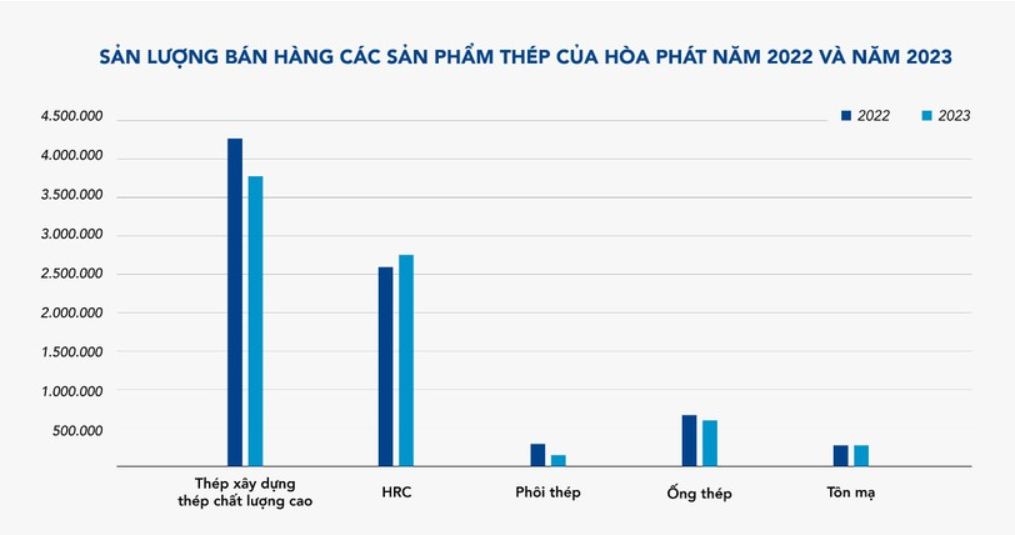 SẢN LƯỢNG BÁN HÀNG CÁC SẢN PHẨM THÉP CỦA HÒA PHÁT NĂM 2022 VÀ NĂM 2023
2022 2023
4.500.000
4.000.000
3.500.000
3.000.000
2.500.000
2.000.000
1.500.000
1.000.000
500.000
Thép xây dựng
thép chất lượng cao
HRC
Phôi thép
Ống thép
Tôn mạ